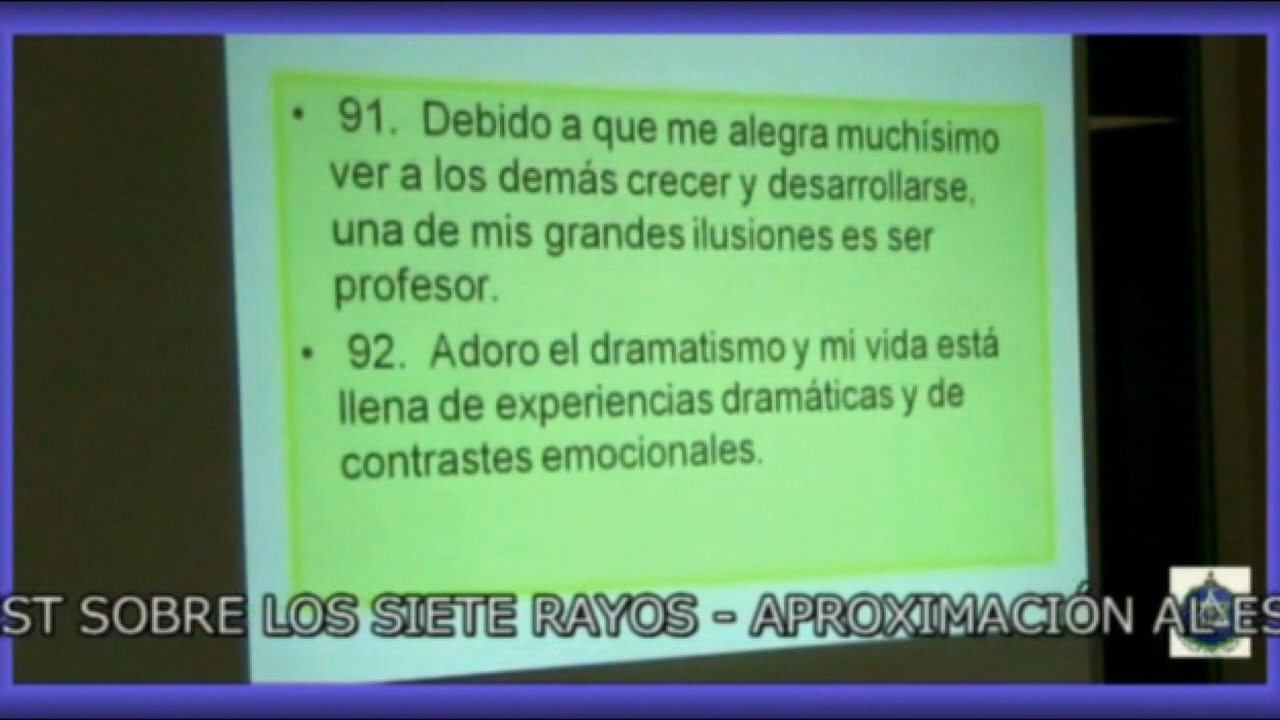 • 91. Debido a que me alegra muchísimo
ver a los demás crecer y desarrollarse,
una de mis grandes ilusiones es ser
profesor.
• 92. Adoro el dramatismo y mi vida está
llena de experiencias dramáticas y de
contrastes emocionales.
ST SOBRE LOS SIETE RAYOS - APROXIMACIÓN AL ES